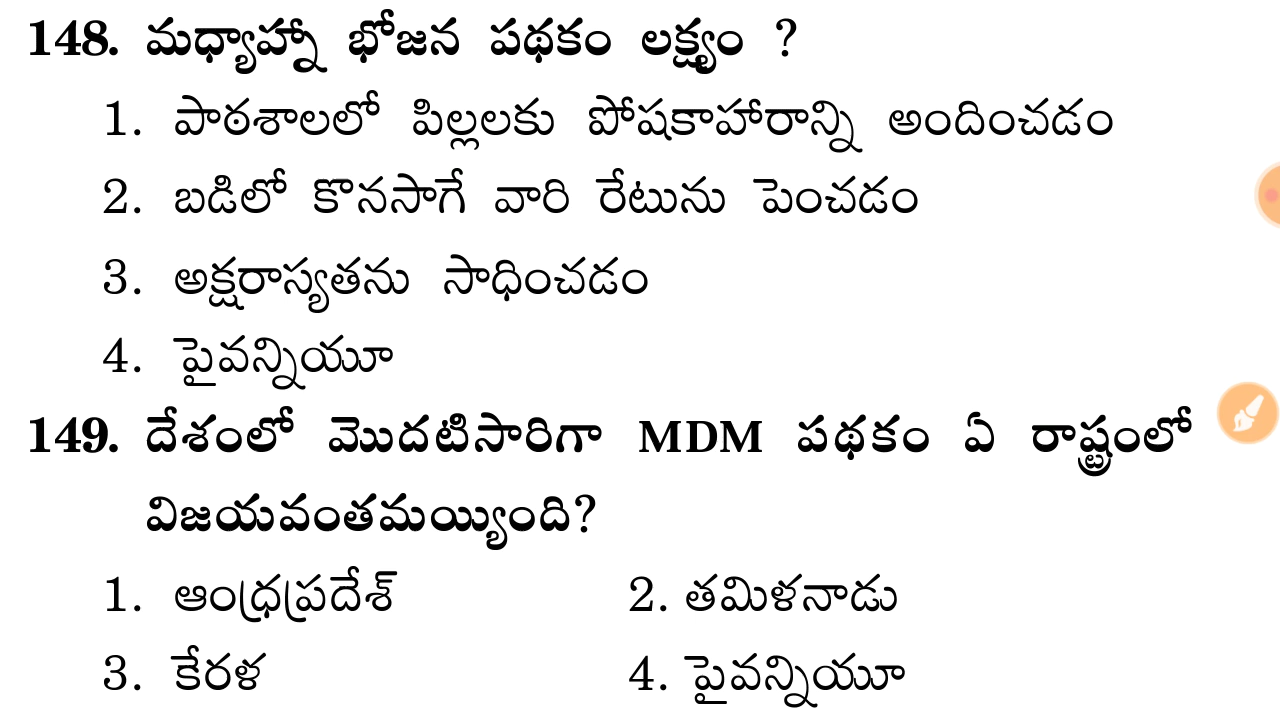 148. మధ్యాహ్నా భోజన పథకం లక్ష్యం ?
1. పాఠశాలలో పిల్లలకు పోషకాహారాన్ని అందించడం
2. బడిలో కొనసాగే వారి రేటును పెంచడం
3. అక్షరాస్యతను సాధించడం
4. పైవన్నియూ
149. దేశంలో మొదటిసారిగా MDM పథకం ఏ రాష్ట్రంలో
విజయవంతమయ్యింది?
1. ఆంధ్రప్రదేశ్ 2. తమిళనాడు
3. కేరళ 4. పైవన్నియూ